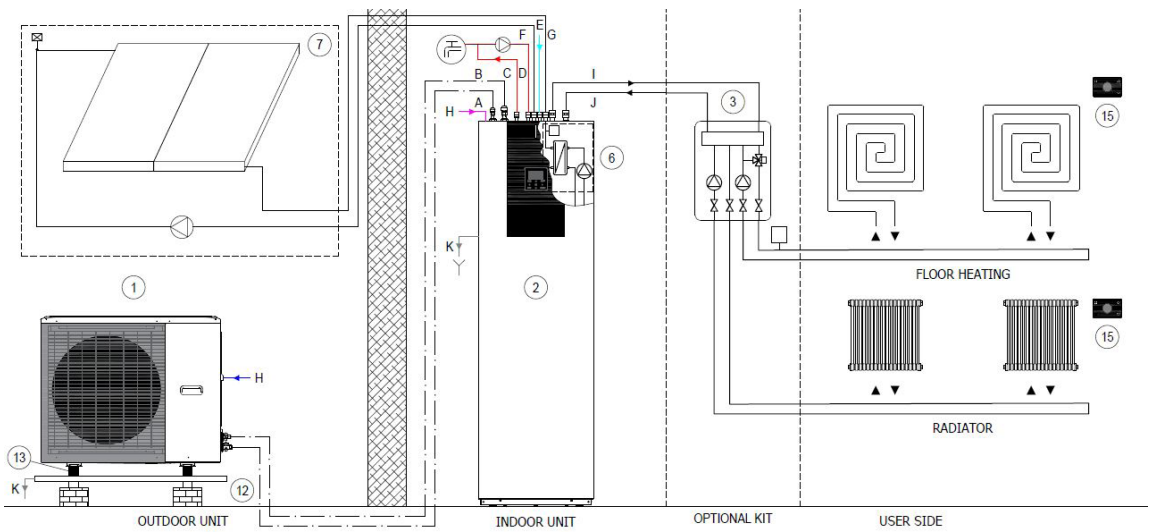 7
E
F
G
B
C
D
I
J
H
A
3
15
6
K
2
FLOOR HEATING
1
H
15
13
K
12
RADIATOR
OUTDOOR UNIT
INDOOR UNIT
OPTIONAL KIT
USER SIDE